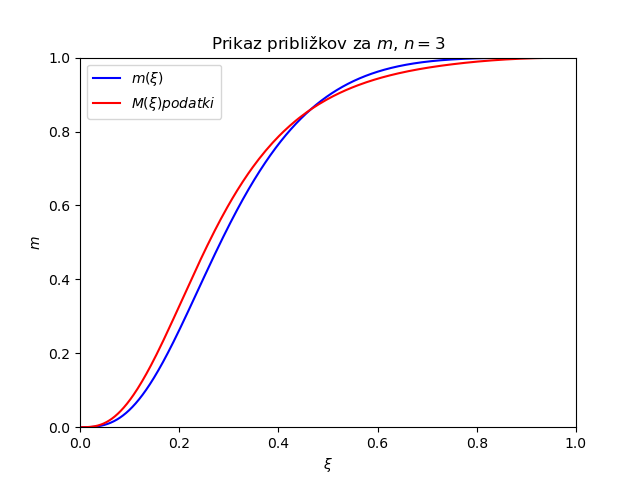 Prikaz približkov za m, n = 3
m(ξ)
M(ξ)podatki
m
1.0
0.8
0.6
0.4
0.2
0.0
0.0 0.2 0.4 0.6 0.8 1.0
ξ